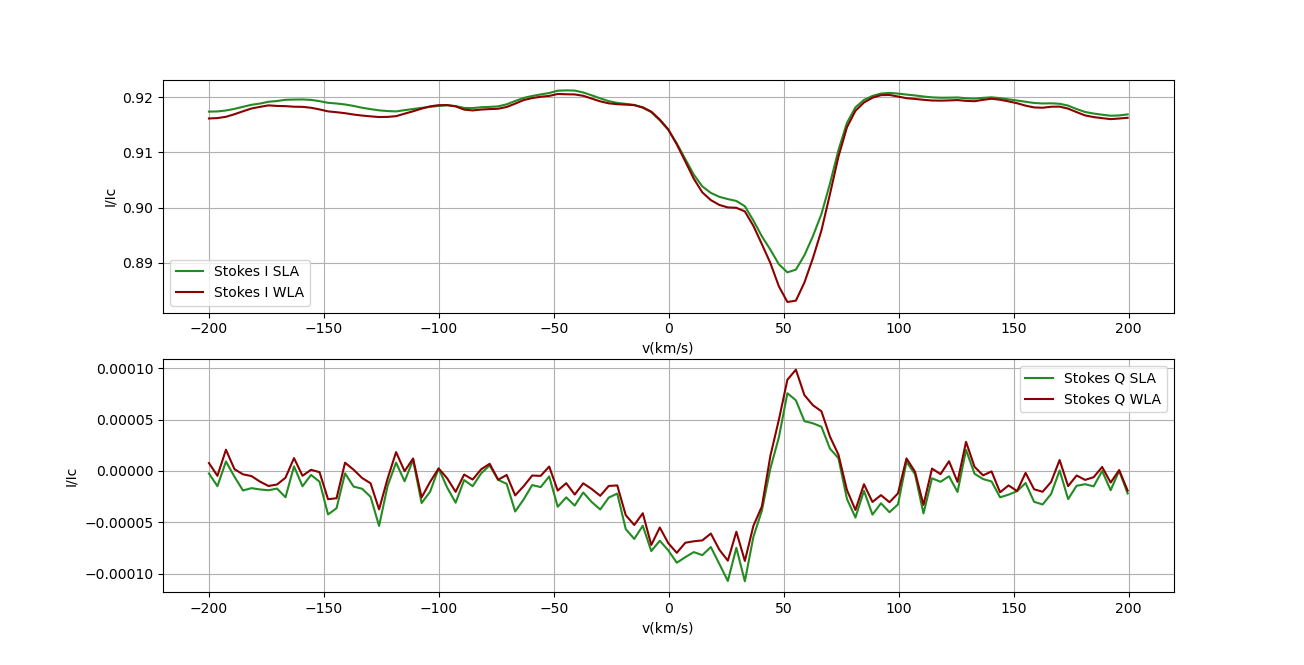 0.92
0.91
0.90
0.89
I/Ic
Stokes I SLA
Stokes I WLA
−200 −150 −100 −50 0 50 100 150 200
v(km/s)
0.00010
0.00005
0.00000
−0.00005
−0.00010
I/Ic
Stokes Q SLA
Stokes Q WLA
−200 −150 −100 −50 0 50 100 150 200
v(km/s)